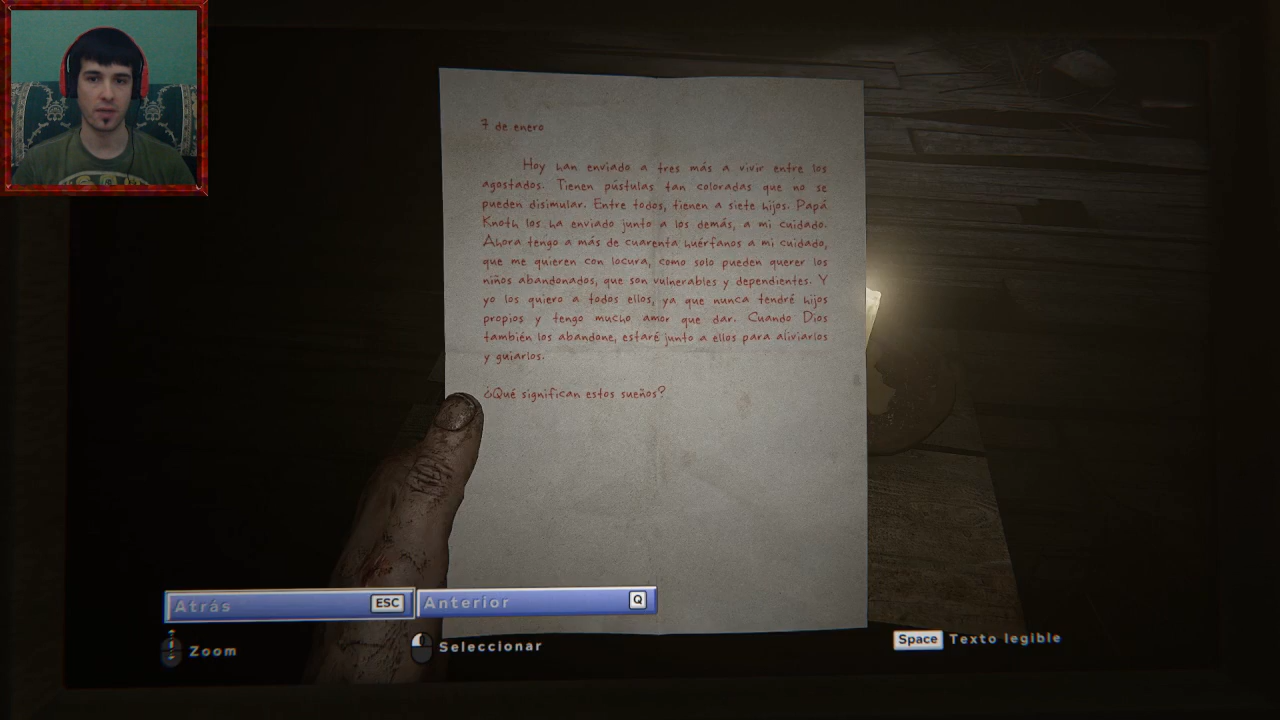 7 de enero
Hoy han enviado a tres más a vivir entre los
agostados. Tienen pústulas tan coloradas que no se
pueden disimular. Entre todos, tienen a siete hijos. Papá
Knoth los ha enviado junto a los demás, a mi cuidado.
Ahora tengo a más de cuarenta huérfanos a mi cuidado,
que me quieren con locura, como solo pueden querer los
niños abandonados, que son vulnerables y dependientes. Y
yo los quiero a todos ellos, ya que nunca tendré hijos
propios y tengo mucho amor que dar. Cuando Dios
también los abandone, estaré junto a ellos para aliviarlos
y guiarlos.
¿Qué significan estos sueños?
Atrás ESC Anterior Q
Zoom Seleccionar Space Texto legible